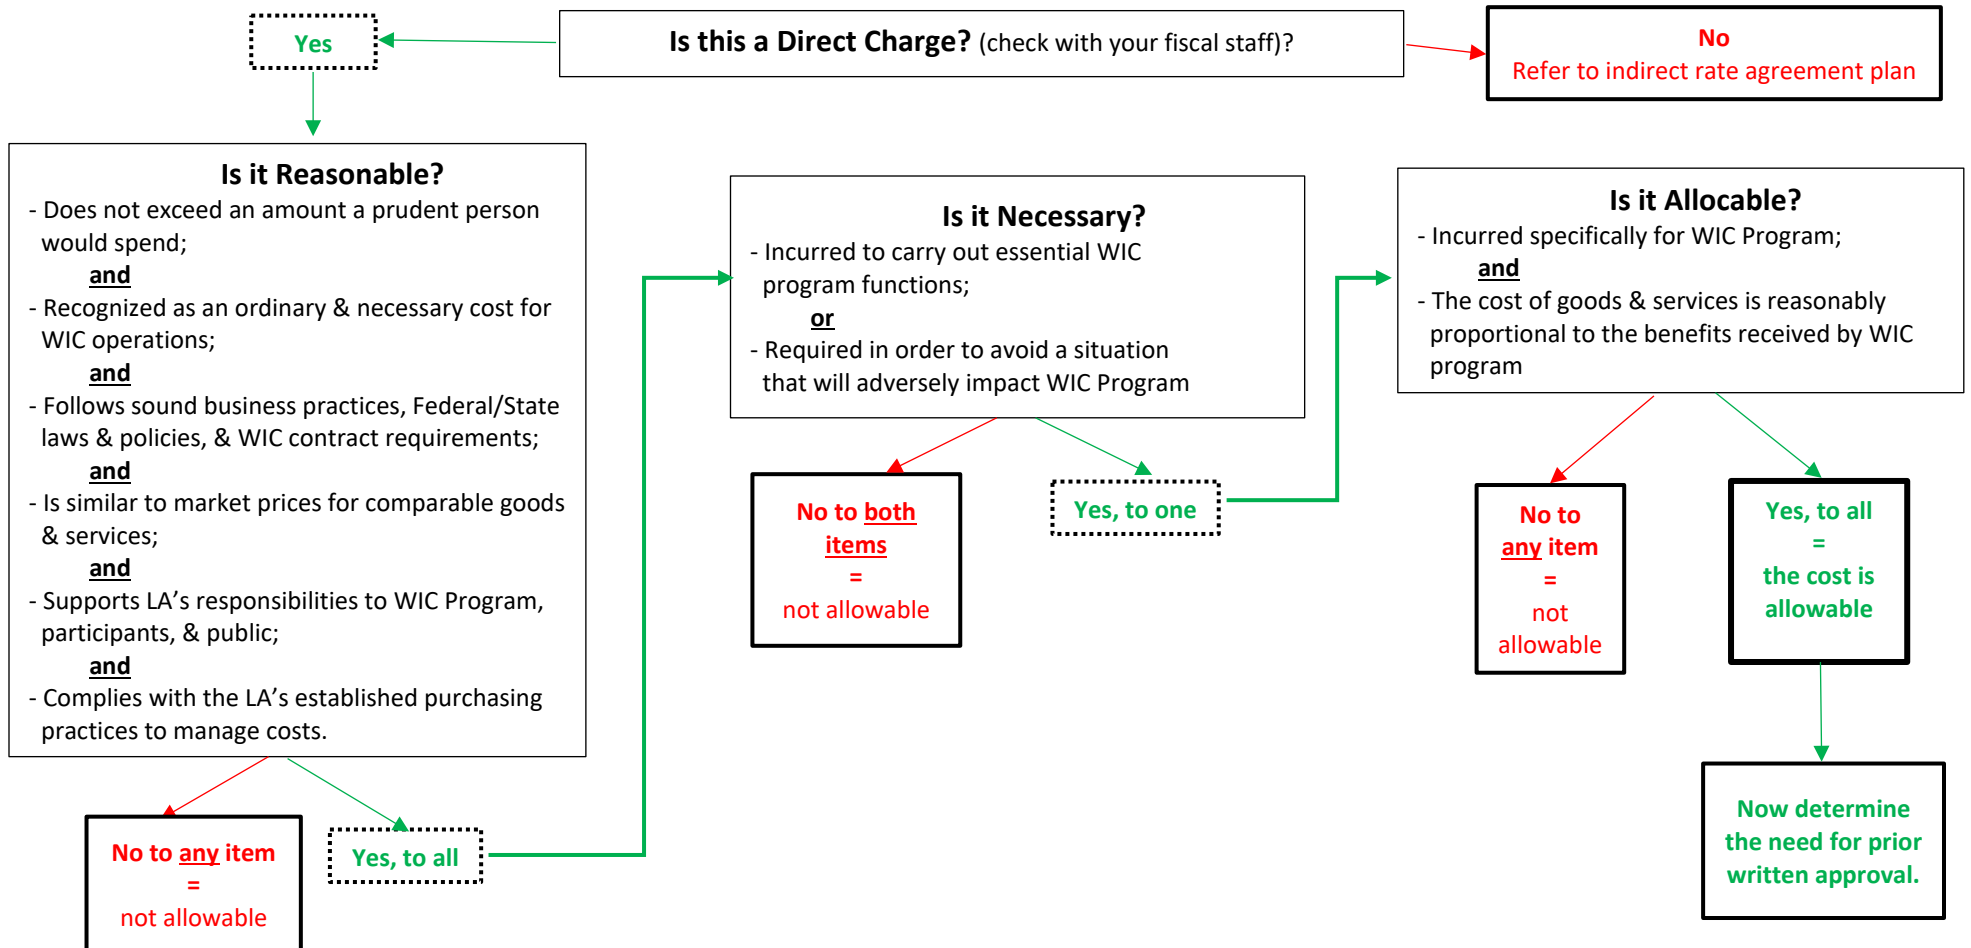 Is this a Direct Charge? (check with your fiscal staff)?
Yes
No
Refer to indirect rate agreement plan
Is it Reasonable?
- Does not exceed an amount a prudent person
would spend;
and
- Recognized as an ordinary & necessary cost for
WIC operations;
and
- Follows sound business practices, Federal/State
laws & policies, & WIC contract requirements;
and
- Is similar to market prices for comparable goods
& services;
and
- Supports LA’s responsibilities to WIC Program,
participants, & public;
and
- Complies with the LA’s established purchasing
practices to manage costs.
No to any item
=
not allowable
Yes, to all
Is it Necessary?
- Incurred to carry out essential WIC
program functions;
or
- Required in order to avoid a situation
that will adversely impact WIC Program
No to both
items
=
not allowable
Yes, to one
Is it Allocable?
- Incurred specifically for WIC Program;
and
- The cost of goods & services is reasonably
proportional to the benefits received by WIC
program
No to
any item
=
not
allowable
Yes, to all
=
the cost is
allowable
Now determine
the need for prior
written approval.